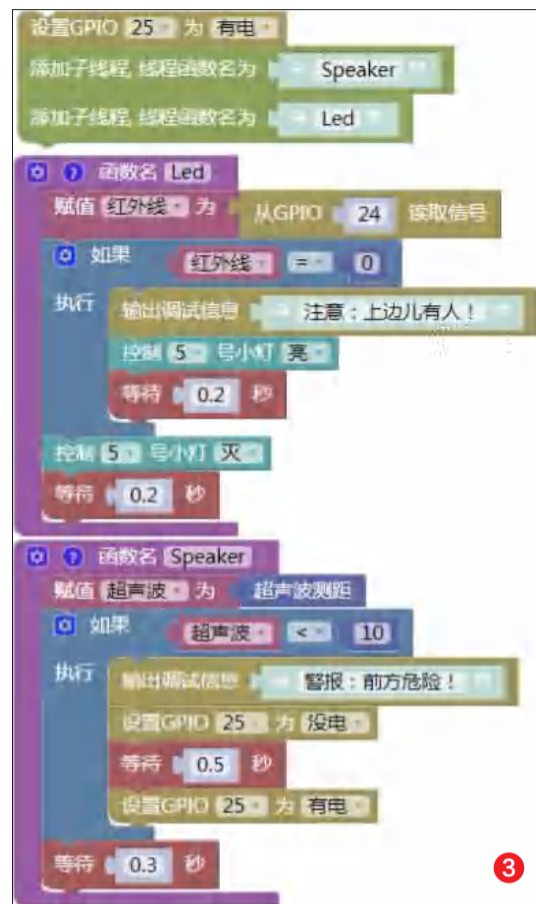 设置GPIO 25 为 有电
添加子线程, 线程函数名为 Speaker
添加子线程, 线程函数名为 Led
函数名 Led
赋值 红外线 为 从GPIO 24 读取信号
如果 红外线 = 0
执行 输出调试信息 注意：上边儿有人！
控制 5 号小灯 亮
等待 0.2 秒
控制 5 号小灯 灭
等待 0.2 秒
函数名 Speaker
赋值 超声波 为 超声波测距
如果 超声波 < 10
执行 输出调试信息 警报：前方危险！
设置GPIO 25 为 没电
等待 0.5 秒
设置GPIO 25 为 有电
等待 0.3 秒
3